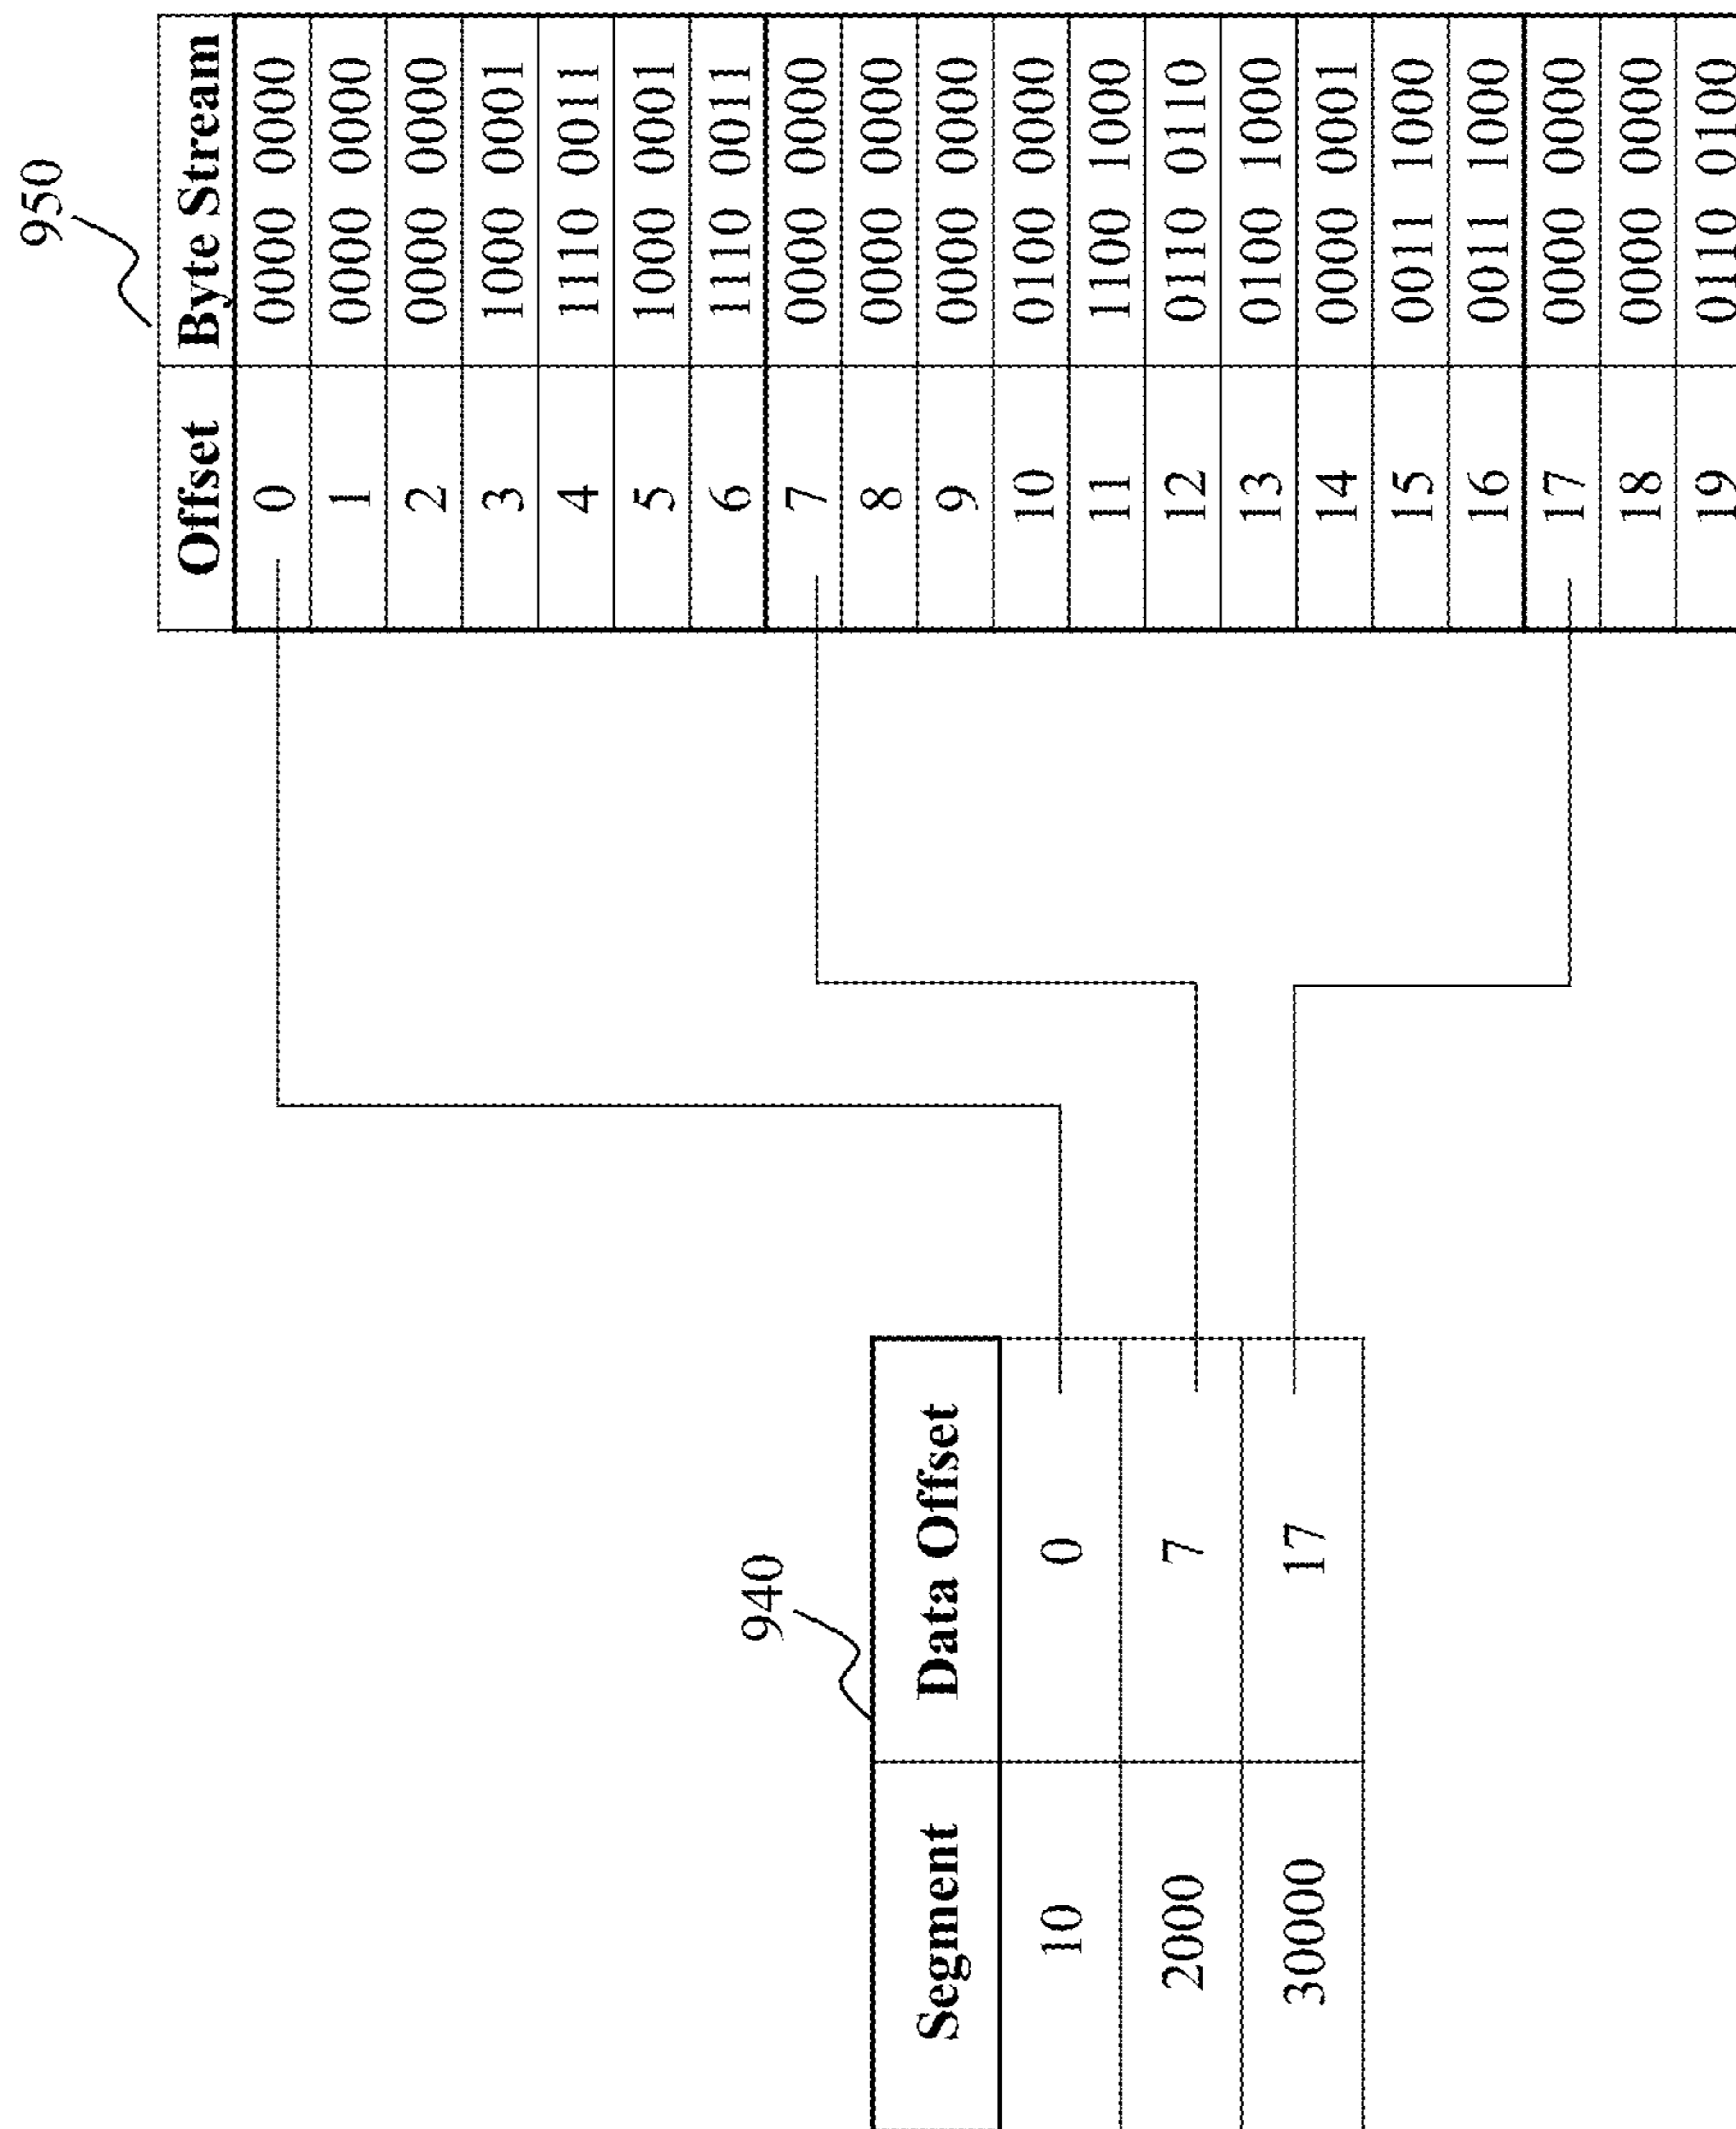 950
Offset Byte Stream
0 0000 0000
1 0000 0000
2 0000 0000
3 1000 0001
4 1110 0011
5 1000 0001
6 1110 0011
7 0000 0000
8 0000 0000
9 0000 0000
10 0100 0000
11 1100 1000
12 0110 0110
13 0100 1000
14 0000 0001
15 0011 1000
16 0011 1000
17 0000 0000
18 0000 0000
19 0110 0100
940
Segment Data Offset
10 0
2000 7
30000 17